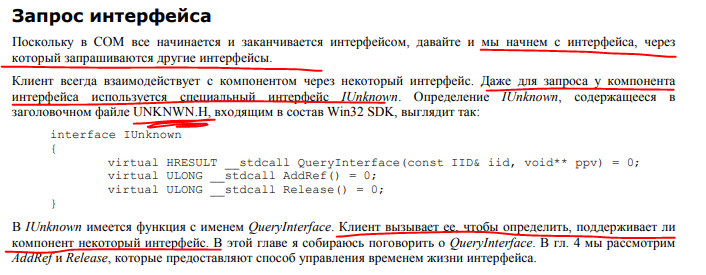 Запрос интерфейса
Поскольку в COM все начинается и заканчивается интерфейсом, давайте и мы начнем с интерфейса, через
который запрашиваются другие интерфейсы.
Клиент всегда взаимодействует с компонентом через некоторый интерфейс. Даже для запроса у компонента
интерфейса используется специальный интерфейс IUnknown. Определение IUnknown, содержащееся в
заголовочном файле UNKNWN.H, входящим в состав Win32 SDK, выглядит так:
interface IUnknown
{
virtual HRESULT __stdcall QueryInterface(const IID& iid, void** ppv) = 0;
virtual ULONG __stdcall AddRef() = 0;
virtual ULONG __stdcall Release() = 0;
}
В IUnknown имеется функция с именем QueryInterface. Клиент вызывает ее, чтобы определить, поддерживает ли
компонент некоторый интерфейс. В этой главе я собираюсь поговорить о QueryInterface. В гл. 4 мы рассмотрим
AddRef и Release, которые предоставляют способ управления временем жизни интерфейса.